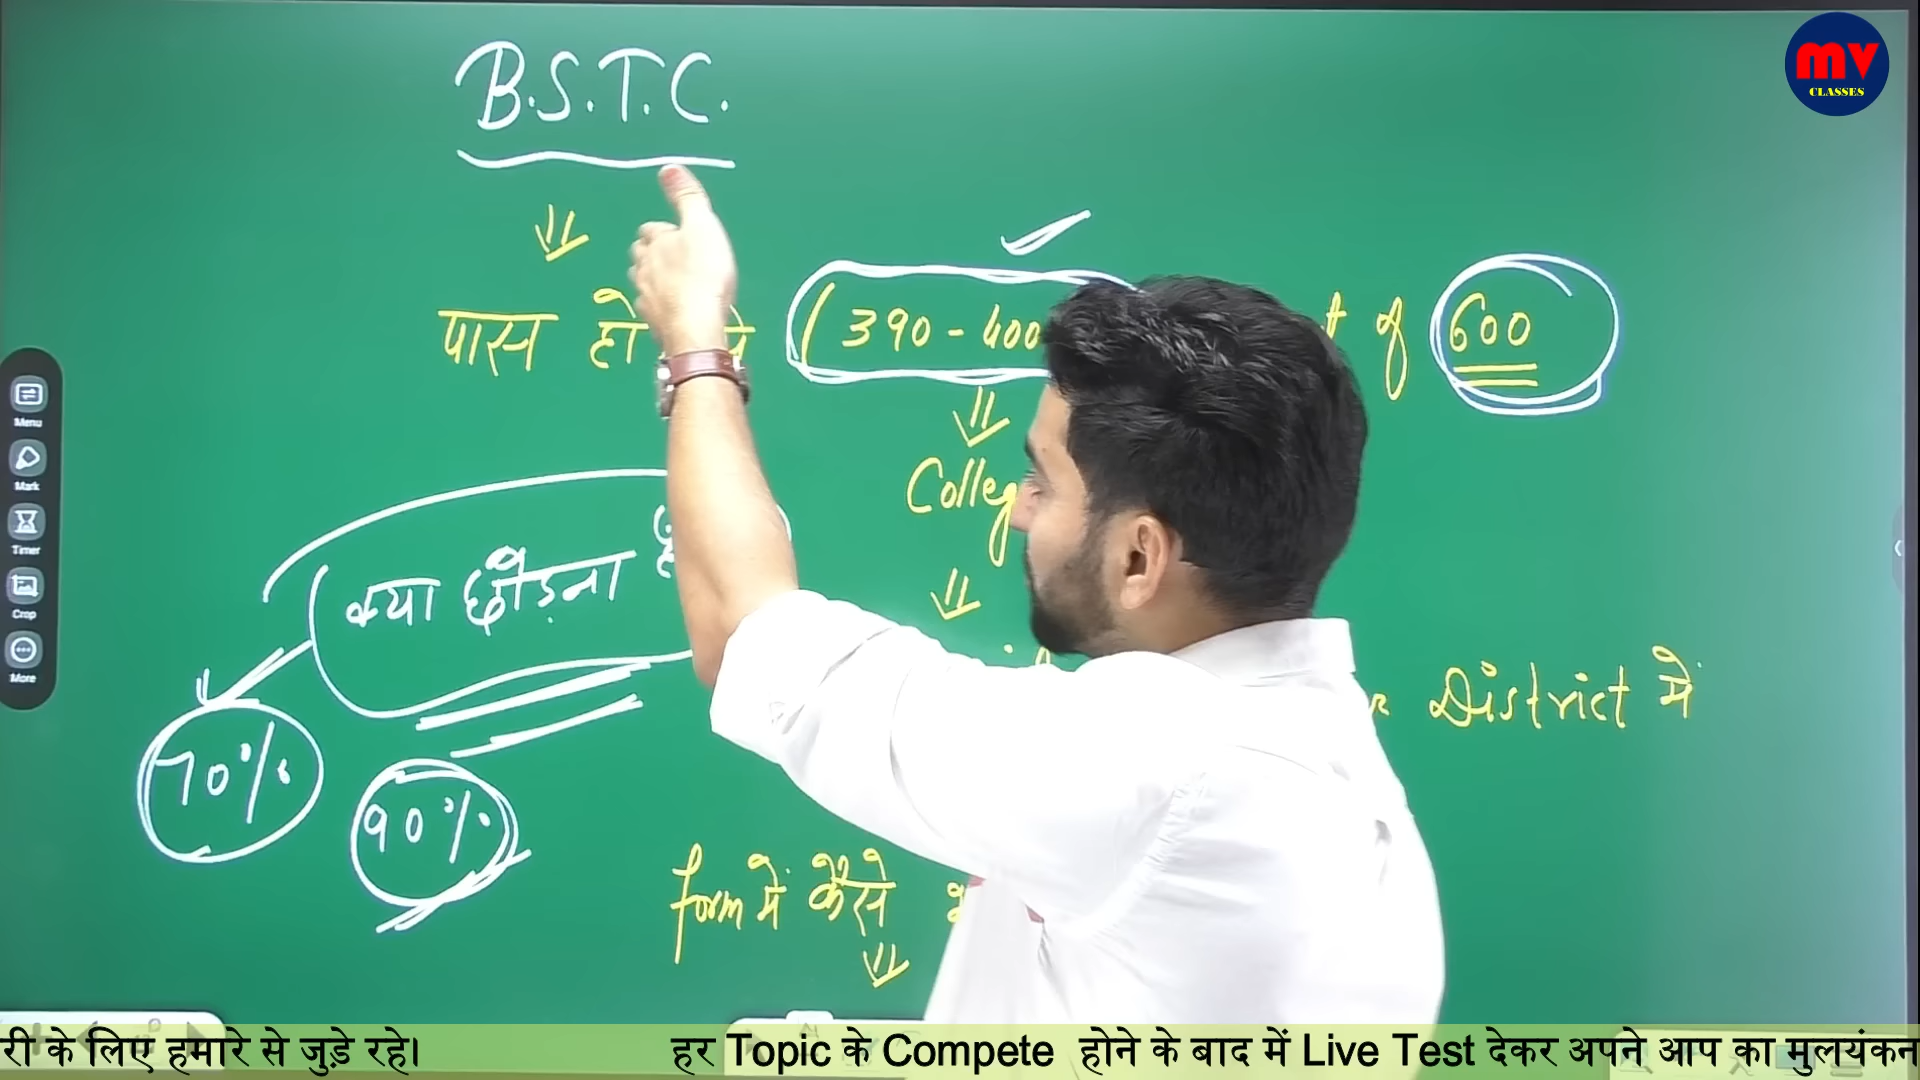 B.S.T.C.
mv
CLASSES
पास हो 390-400 of 600
Menu
Mark
Timer
Crop
More
क्या छोड़ना
District में
70%
90%
form में कैसे
री के लिए हमारे से जुड़े रहे। हर Topic के Compete होने के बाद में Live Test देकर अपने आप का मुलयंकन